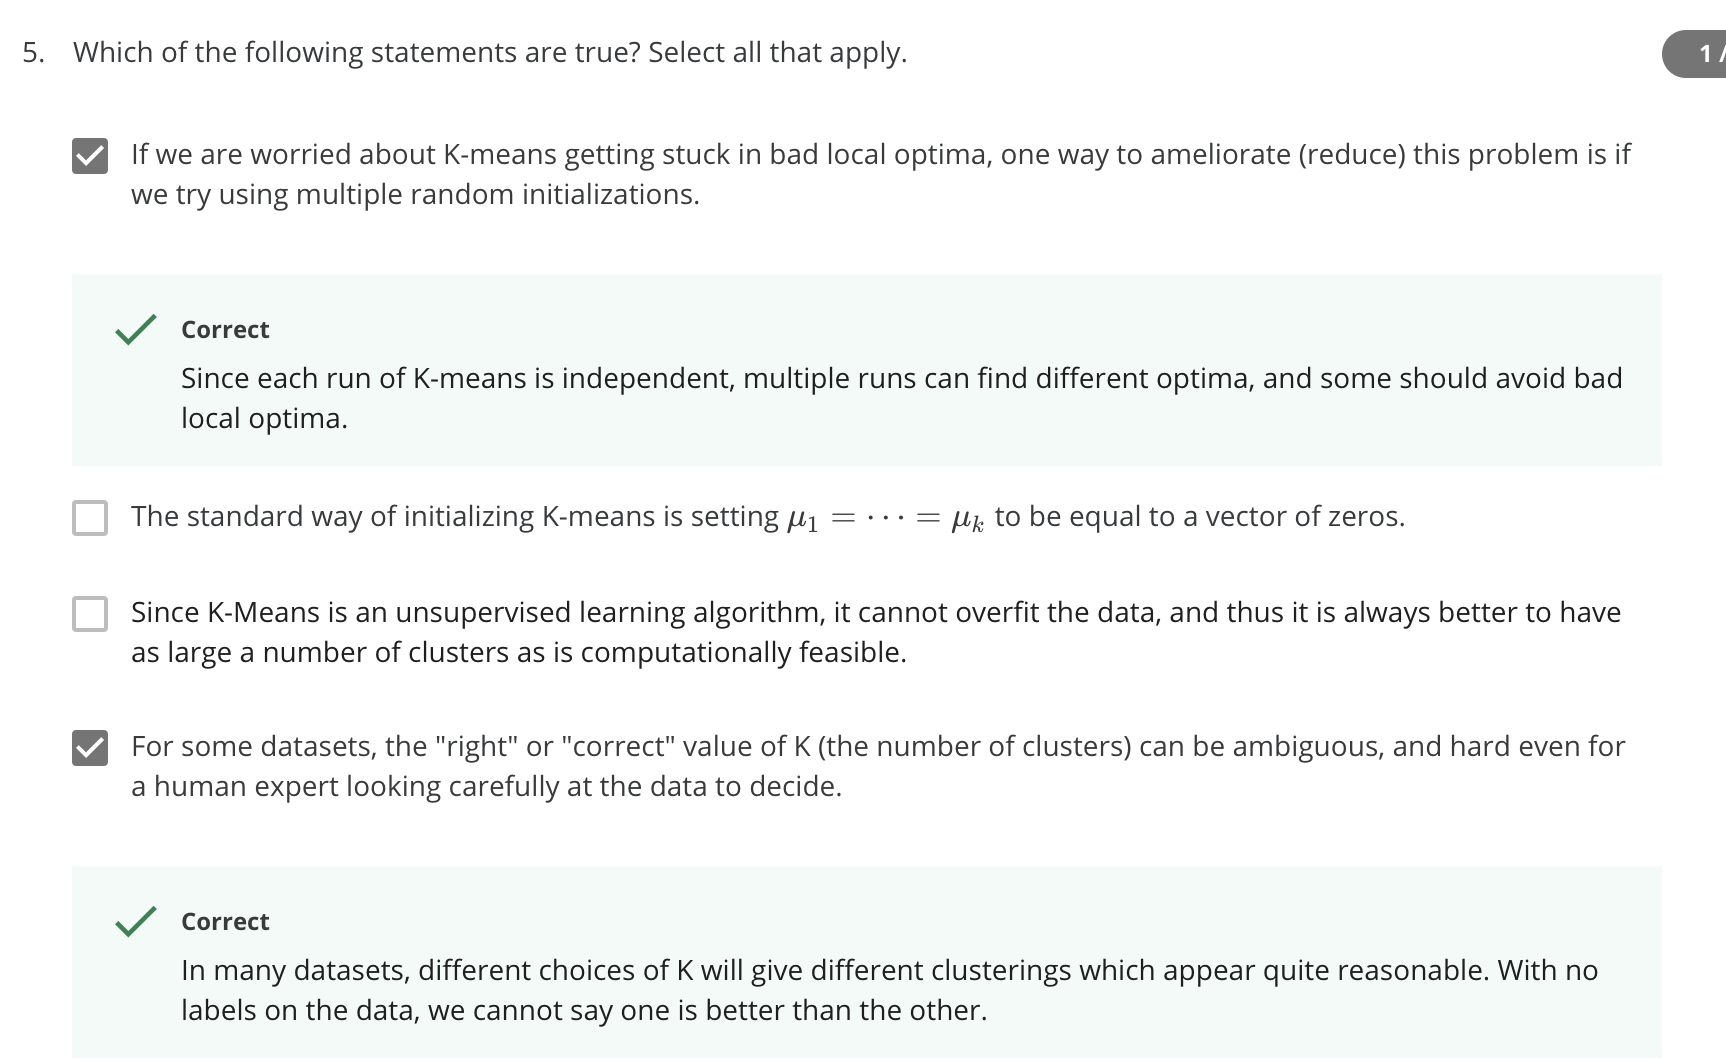 5. Which of the following statements are true? Select all that apply.
1 /
If we are worried about K-means getting stuck in bad local optima, one way to ameliorate (reduce) this problem is if
we try using multiple random initializations.
Correct
Since each run of K-means is independent, multiple runs can find different optima, and some should avoid bad
local optima.
The standard way of initializing K-means is setting μ₁ = ⋯ = μₖ to be equal to a vector of zeros.
Since K-Means is an unsupervised learning algorithm, it cannot overfit the data, and thus it is always better to have
as large a number of clusters as is computationally feasible.
For some datasets, the "right" or "correct" value of K (the number of clusters) can be ambiguous, and hard even for
a human expert looking carefully at the data to decide.
Correct
In many datasets, different choices of K will give different clusterings which appear quite reasonable. With no
labels on the data, we cannot say one is better than the other.